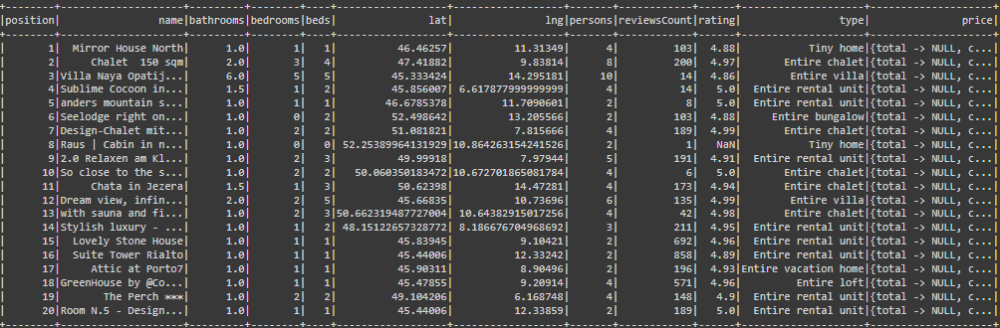 +--------+--------------------+---------+--------+----+------------------+------------------+-------+------------+------+--------------------+--------------------+
|position|                name|bathrooms|bedrooms|beds|               lat|               lng|persons|reviewsCount|rating|                type|               price|
+--------+--------------------+---------+--------+----+------------------+------------------+-------+------------+------+--------------------+--------------------+
|       1|  Mirror House North|      1.0|       1|   1|          46.46257|          11.31349|      4|         103|  4.88|           Tiny home|{total -> NULL, c...|
|       2|      Chalet  150 sqm|      2.0|       3|   4|          47.41882|           9.83814|      8|         200|  4.97|       Entire chalet|{total -> NULL, c...|
|       3|Villa Naya Opatij...|      6.0|       5|   5|         45.333424|         14.295181|     10|          14|  4.86|        Entire villa|{total -> NULL, c...|
|       4|Sublime Cocoon in...|      1.5|       1|   2|         45.856007| 6.617877999999999|      4|          14|   5.0|  Entire rental unit|{total -> NULL, c...|
|       5|anders mountain s...|      1.0|       1|   1|        46.6785378|        11.7090601|      2|           8|   5.0|  Entire rental unit|{total -> NULL, c...|
|       6|Seelodge right on...|      1.0|       0|   2|         52.498642|         13.205566|      2|         103|  4.88|     Entire bungalow|{total -> NULL, c...|
|       7|Design-Chalet mit...|      1.0|       2|   2|         51.081821|          7.815666|      4|         189|  4.99|       Entire chalet|{total -> NULL, c...|
|       8|Raus | Cabin in n...|      1.0|       0|   0| 52.25389964131929|10.864263154241526|      2|           1|   NaN|           Tiny home|{total -> NULL, c...|
|       9|2.0 Relaxen am Kl...|      1.0|       2|   3|          49.99918|           7.97944|      5|         191|  4.91|  Entire rental unit|{total -> NULL, c...|
|      10|So close to the s...|      1.0|       2|   2|  50.060350183472|10.672701865081784|      4|           6|   5.0|       Entire chalet|{total -> NULL, c...|
|      11|     Chata in Jezera|      1.5|       1|   3|          50.62398|          14.47281|      4|         173|  4.94|       Entire chalet|{total -> NULL, c...|
|      12|Dream view, infin...|      2.0|       3|   5|          45.66835|          10.73696|      6|         135|  4.99|        Entire villa|{total -> NULL, c...|
|      13|with sauna and fi...|      1.0|       2|   3|50.662319487727004| 10.64382915017256|      4|          42|  4.98|       Entire chalet|{total -> NULL, c...|
|      14|Stylish luxury - ...|      1.0|       1|   2| 48.15122657328772| 8.186676704968692|      3|         211|  4.95|  Entire rental unit|{total -> NULL, c...|
|      15|  Lovely Stone House|      1.0|       1|   1|          45.83945|           9.10421|      2|         692|  4.96|  Entire rental unit|{total -> NULL, c...|
|      16|  Suite Tower Rialto|      1.0|       1|   1|          45.44006|          12.33242|      2|         858|  4.89|  Entire rental unit|{total -> NULL, c...|
|      17|     Attic at Porto7|      1.0|       1|   1|          45.90311|           8.90496|      2|         196|  4.93|Entire vacation home|{total -> NULL, c...|
|      18|GreenHouse by @Co...|      1.0|       1|   1|          45.47855|           9.20914|      4|         571|  4.96|         Entire loft|{total -> NULL, c...|
|      19|       The Perch ***|      1.0|       2|   2|         49.104206|          6.168748|      4|         148|   4.9|  Entire rental unit|{total -> NULL, c...|
|      20|Room N.5 - Design...|      1.0|       1|   1|          45.44006|          12.33859|      2|         189|   5.0|  Entire rental unit|{total -> NULL, c...|
+--------+--------------------+---------+--------+----+------------------+------------------+-------+------------+------+--------------------+--------------------+